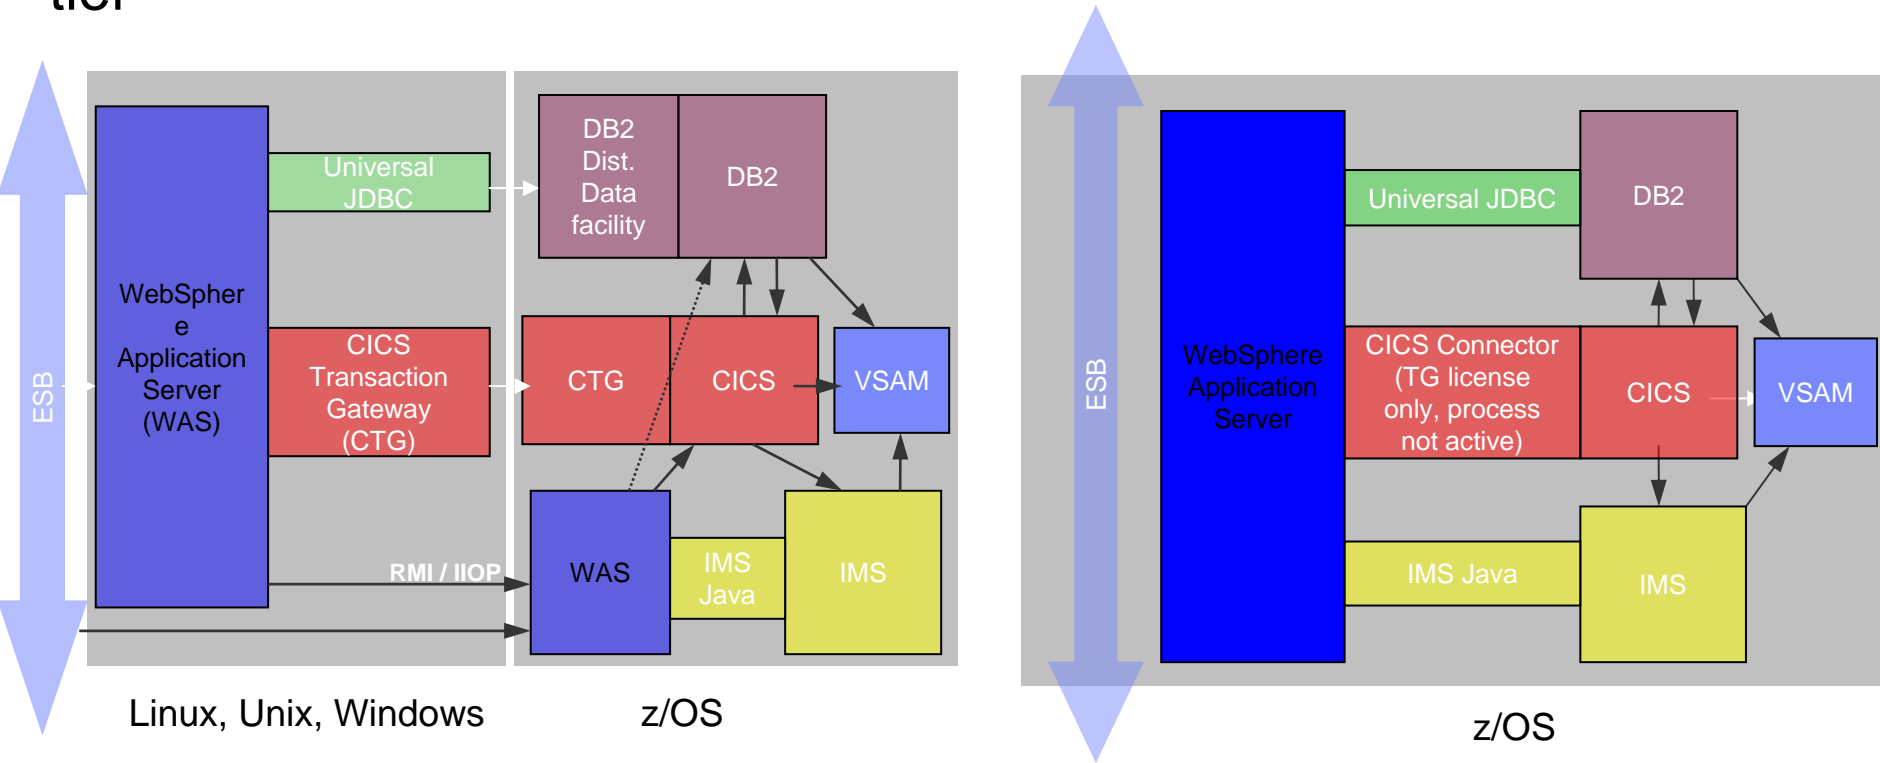 tier
ESB
WebSpher
e
Application
Server
(WAS)
Universal
JDBC
CICS
Transaction
Gateway
(CTG)
RMI / IIOP
DB2
Dist.
Data
facility
DB2
CTG
CICS
VSAM
WAS
IMS
Java
IMS
Linux, Unix, Windows
z/OS
ESB
WebSphere
Application
Server
Universal JDBC
DB2
CICS Connector
(TG license
only, process
not active)
CICS
VSAM
IMS Java
IMS
z/OS